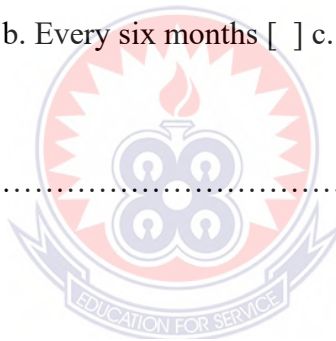 b. Every six months [  ] c.
……………………………
EDUCATION FOR SERVICE